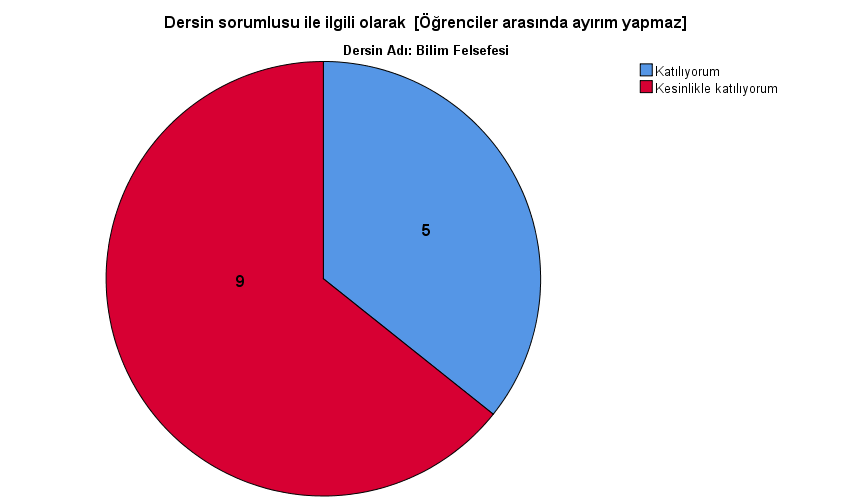 Dersin sorumlusu ile ilgili olarak  [Öğrenciler arasında ayırım yapmaz]
Dersin Adı: Bilim Felsefesi
Katılıyorum
Kesinlikle katılıyorum
5
9